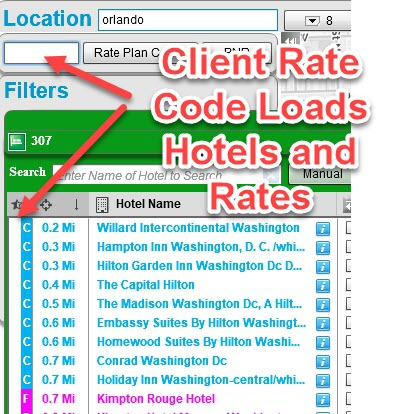 Location orlando 8
Rate Plan C PNR
Client Rate
Code Loads
Hotels and
Rates
Filters
307
Search Enter Name of Hotel to Search Manual
Hotel Name
C 0.2 Mi Willard Intercontinental Washington
C 0.3 Mi Hampton Inn Washington, D. C. /whi...
C 0.3 Mi Hilton Garden Inn Washington Dc D...
C 0.4 Mi The Capital Hilton
C 0.5 Mi The Madison Washington Dc, A Hilt...
C 0.6 Mi Embassy Suites By Hilton Washingt...
C 0.6 Mi Homewood Suites By Hilton Washi...
C 0.7 Mi Conrad Washington Dc
C 0.7 Mi Holiday Inn Washington-central/whi...
F 0.7 Mi Kimpton Rouge Hotel